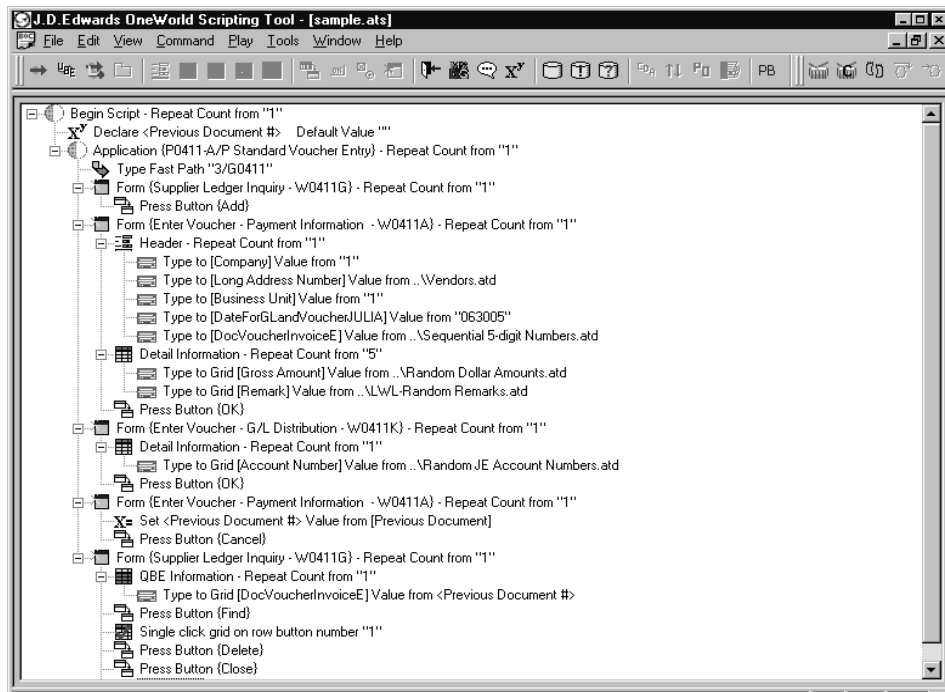 J.D.Edwards OneWorld Scripting Tool - [sample.ats]
File Edit View Command Play Tools Window Help
UBE xy PB
Begin Script - Repeat Count from "1"
Xy Declare <Previous Document #> Default Value ""
Application {P0411-A/P Standard Voucher Entry} - Repeat Count from "1"
Type Fast Path "3/G0411"
Form {Supplier Ledger Inquiry - W0411G} - Repeat Count from "1"
Press Button {Add}
Form {Enter Voucher - Payment Information - W0411A} - Repeat Count from "1"
Header - Repeat Count from "1"
Type to [Company] Value from "1"
Type to [Long Address Number] Value from ..\Vendors.atd
Type to [Business Unit] Value from "1"
Type to [DateForGLandVoucherJULIA] Value from "063005"
Type to [DocVoucherInvoiceE] Value from ..\Sequential 5-digit Numbers.atd
Detail Information - Repeat Count from "5"
Type to Grid [Gross Amount] Value from ..\Random Dollar Amounts.atd
Type to Grid [Remark] Value from ..\LWL-Random Remarks.atd
Press Button {OK}
Form {Enter Voucher - G/L Distribution - W0411K} - Repeat Count from "1"
Detail Information - Repeat Count from "1"
Type to Grid [Account Number] Value from ..\Random JE Account Numbers.atd
Press Button {OK}
Form {Enter Voucher - Payment Information - W0411A} - Repeat Count from "1"
X= Set <Previous Document #> Value from [Previous Document]
Press Button {Cancel}
Form {Supplier Ledger Inquiry - W0411G} - Repeat Count from "1"
QBE Information - Repeat Count from "1"
Type to Grid [DocVoucherInvoiceE] Value from <Previous Document #>
Press Button {Find}
Single click grid on row button number "1"
Press Button {Delete}
Press Button {Close}